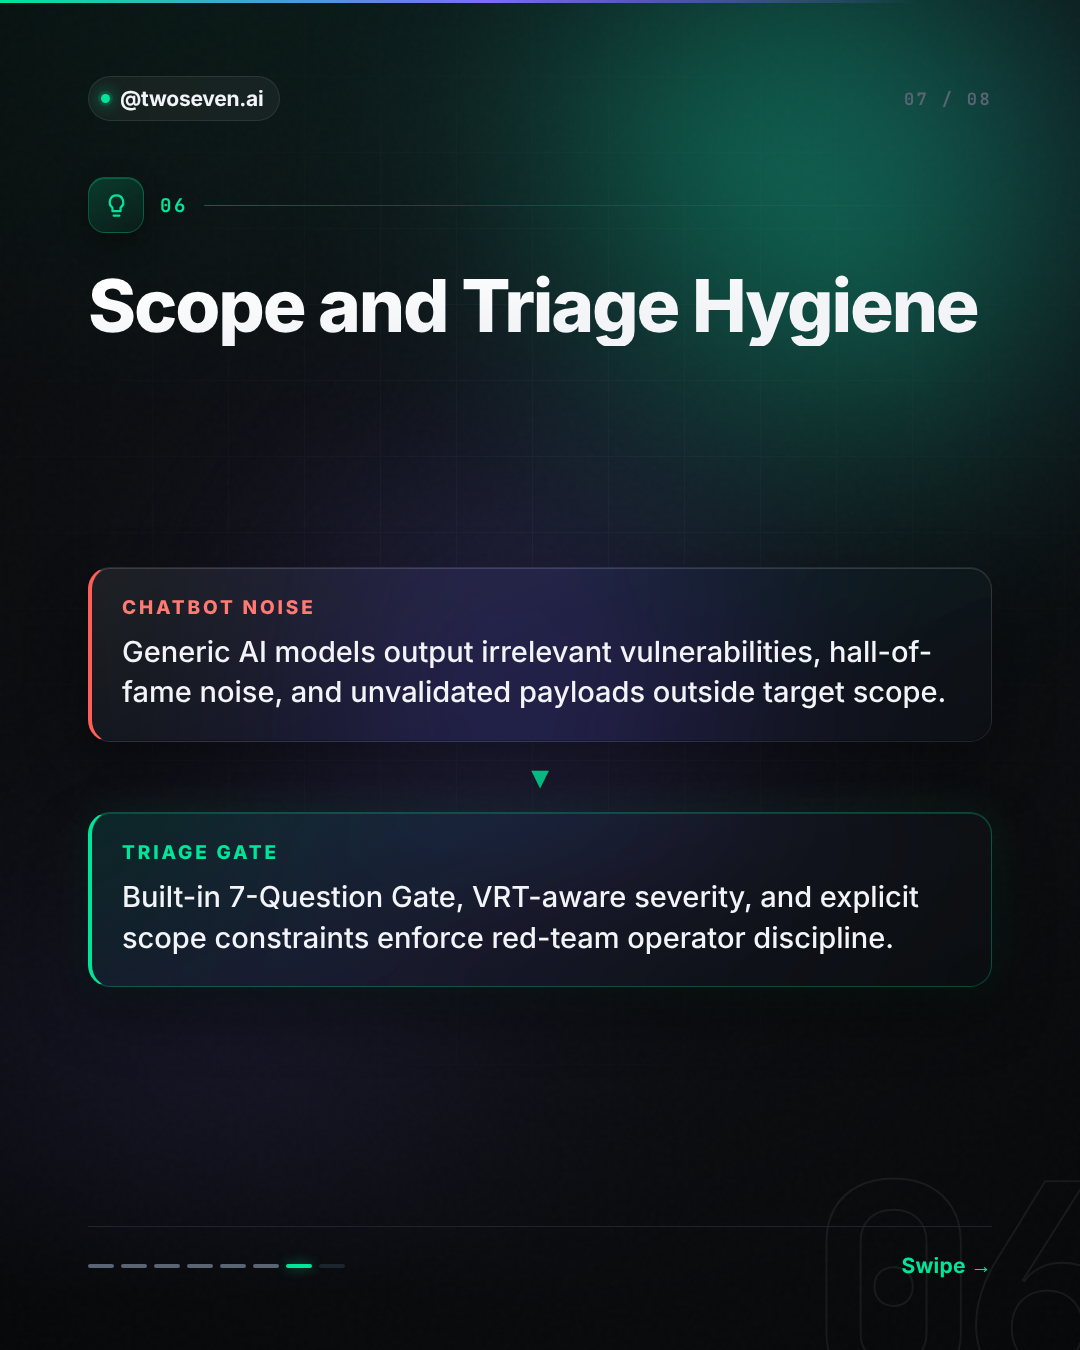 @twoseven.ai
07 / 08
06
Scope and Triage Hygiene
CHATBOT NOISE
Generic AI models output irrelevant vulnerabilities, hall-of-
fame noise, and unvalidated payloads outside target scope.
▼
TRIAGE GATE
Built-in 7-Question Gate, VRT-aware severity, and explicit
scope constraints enforce red-team operator discipline.
06
Swipe →